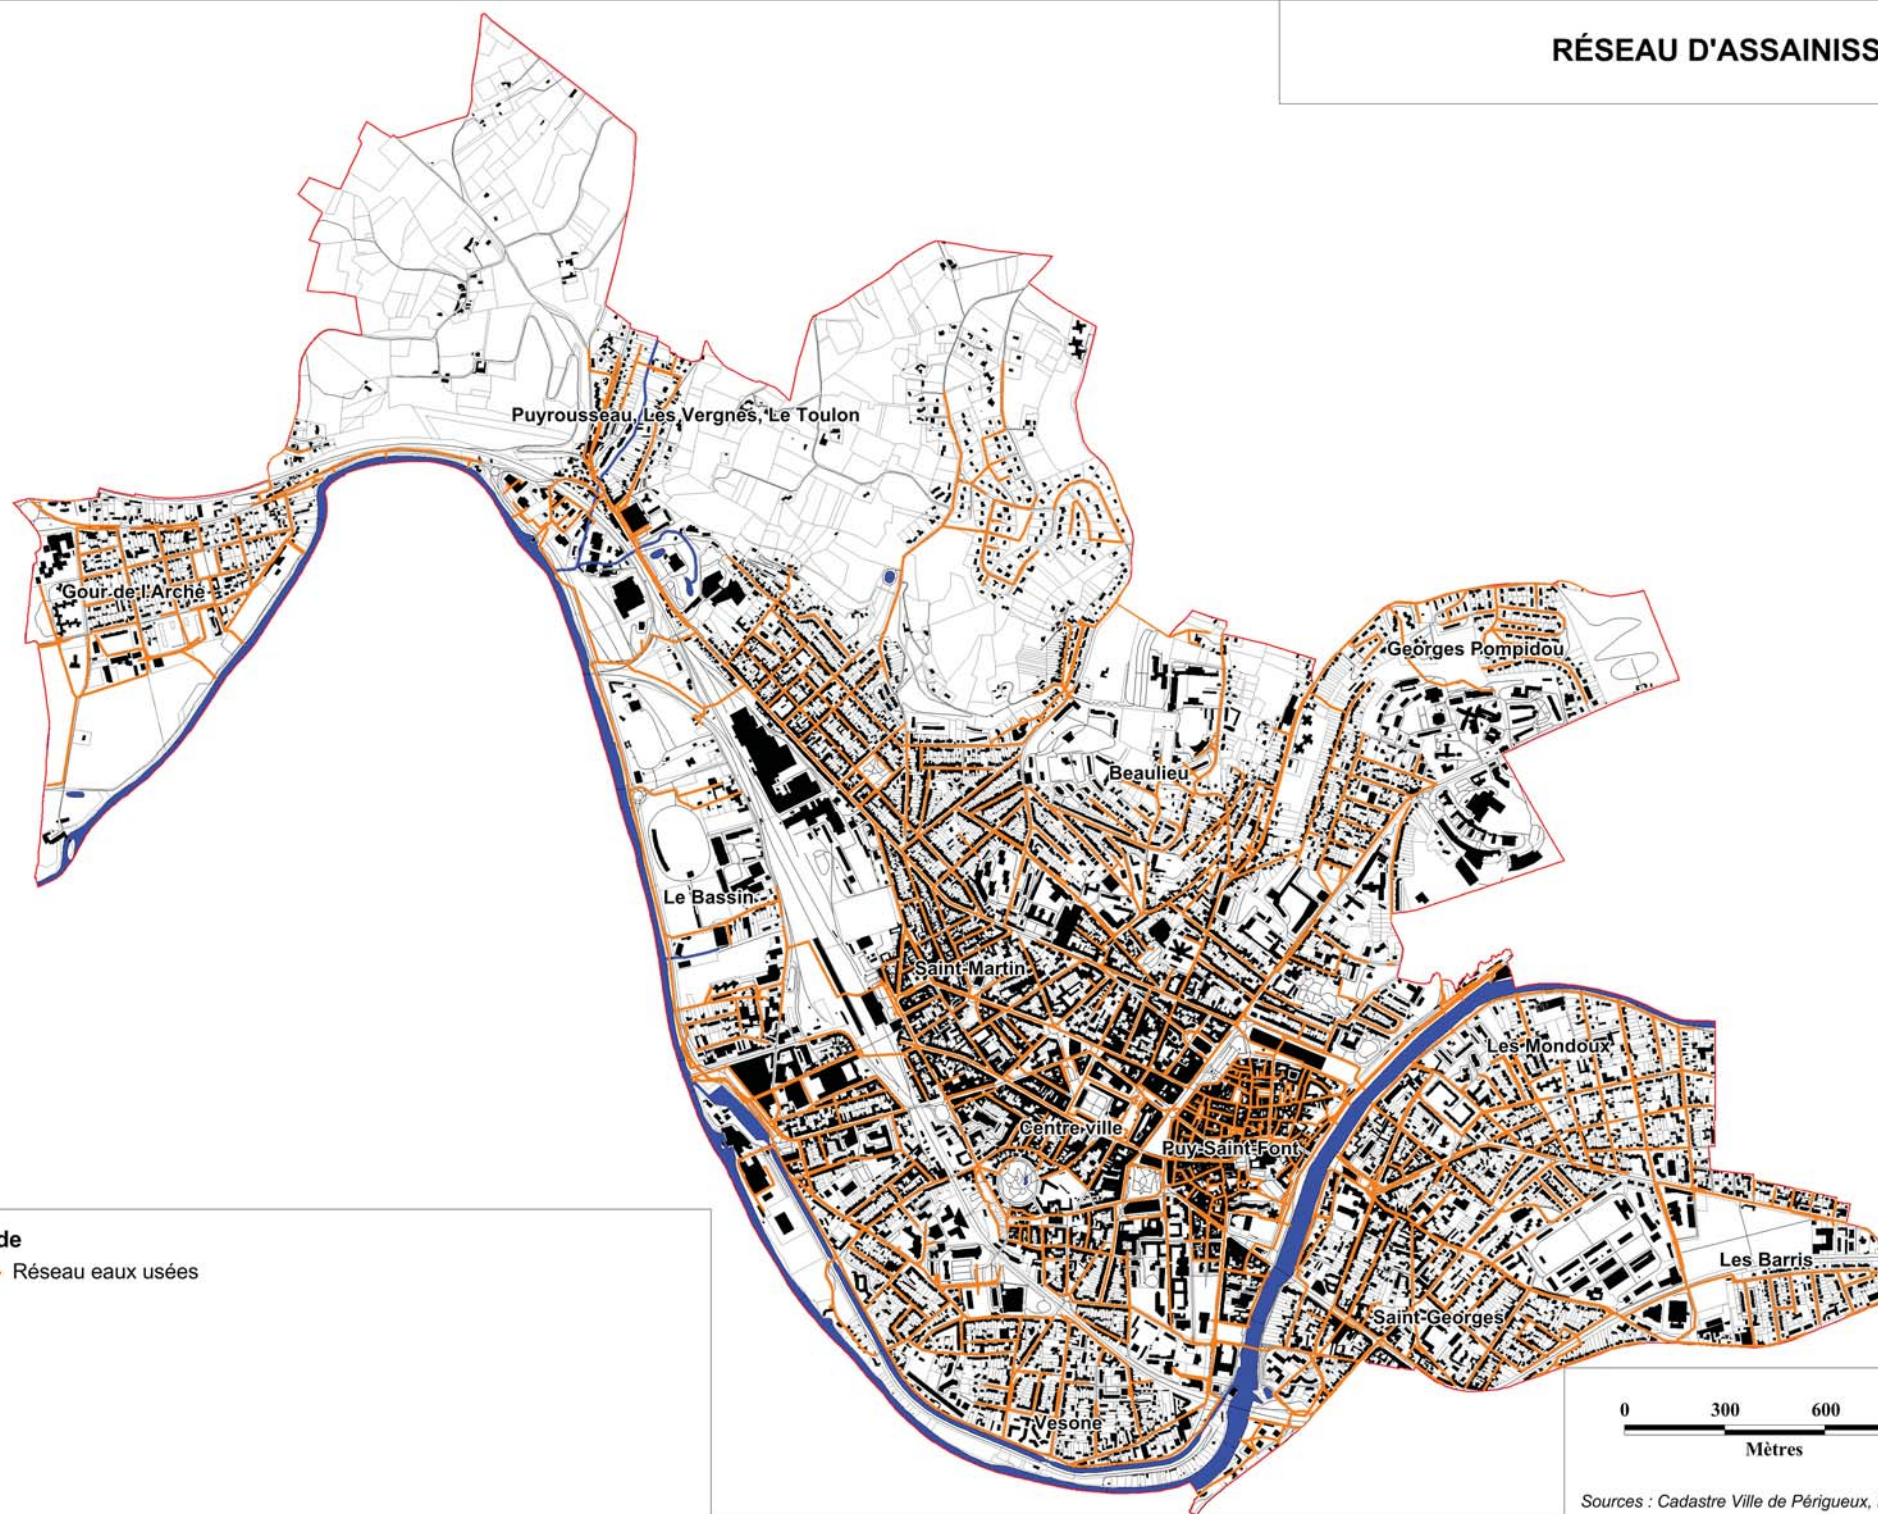 RÉSEAU D'ASSAINISS
Puyrousseau, Les Vergnes, Le Toulon
Gour de l'Arche
Georges Pompidou
Beaulieu
Le Bassin
Saint-Martin
Les Mondoux
Centre ville
Puy-Saint-Font
Les Barris
Saint-Georges
Vesone
de
Réseau eaux usées
0 300 600
Mètres
Sources : Cadastre Ville de Périgueux,